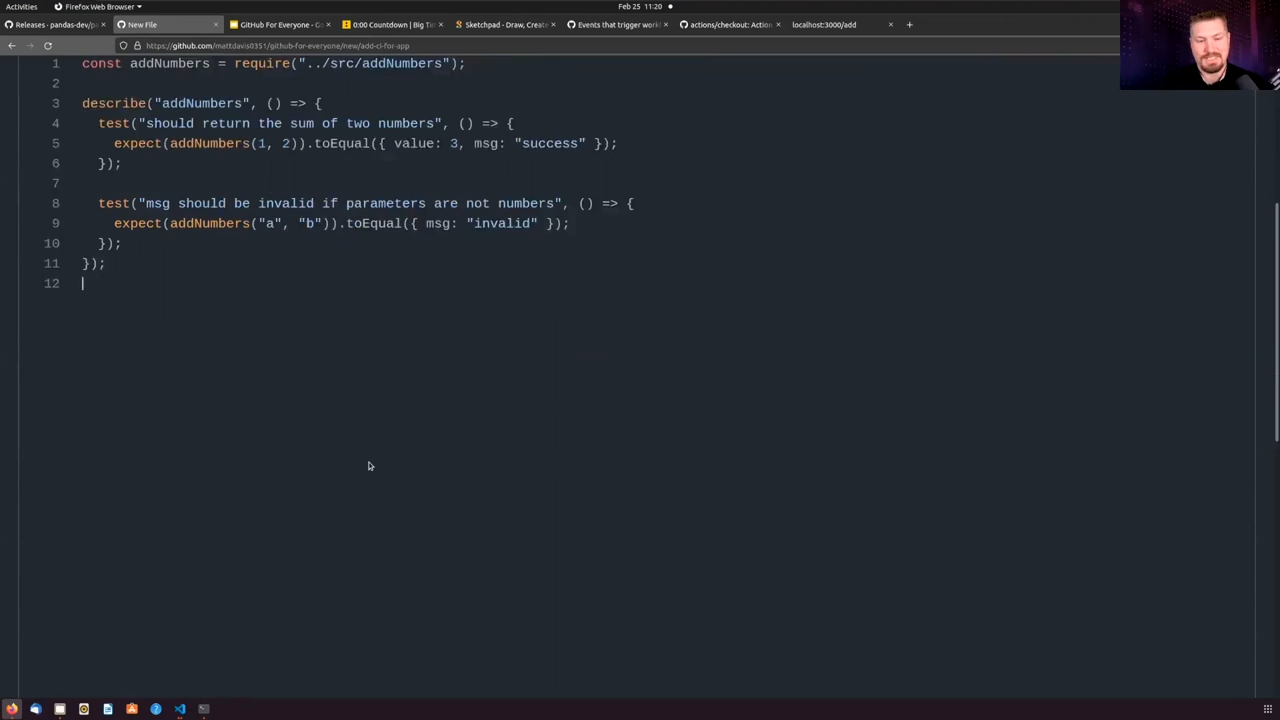 Activities
Firefox Web Browser
Feb 25 11:20
Releases · pandas-dev/p
New File
GitHub For Everyone - Go
0:00 Countdown | Big Ti
Sketchpad - Draw, Create
Events that trigger work
actions/checkout: Action
localhost:3000/add
https://github.com/mattdavis0351/github-for-everyone/new/add-ci-for-app
1 const addNumbers = require("../src/addNumbers");
2
3 describe("addNumbers", () => {
4 test("should return the sum of two numbers", () => {
5 expect(addNumbers(1, 2)).toEqual({ value: 3, msg: "success" });
6 });
7
8 test("msg should be invalid if parameters are not numbers", () => {
9 expect(addNumbers("a", "b")).toEqual({ msg: "invalid" });
10 });
11 });
12